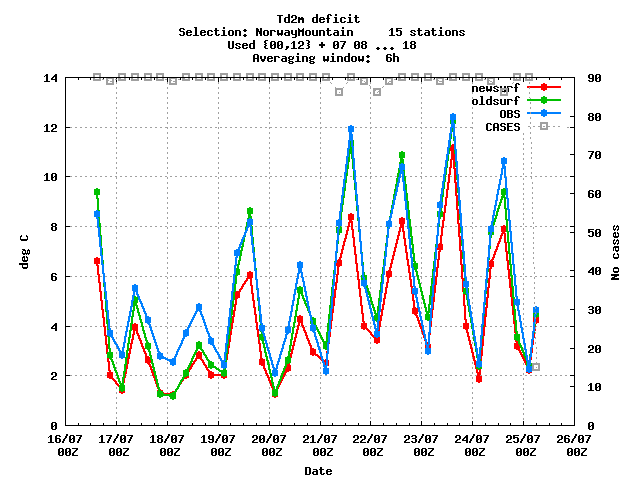 Td2m deficit
Selection: NorwayMountain 15 stations
Used {00,12} + 07 08 ... 18
Averaging window: 6h
14 90
newsurf
oldsurf
OBS
CASES
80
12
70
10
60
8
50
deg C
No cases
6
40
30
4
20
2
10
0 0
16/07 17/07 18/07 19/07 20/07 21/07 22/07 23/07 24/07 25/07 26/07
00Z 00Z 00Z 00Z 00Z 00Z 00Z 00Z 00Z 00Z 00Z
Date